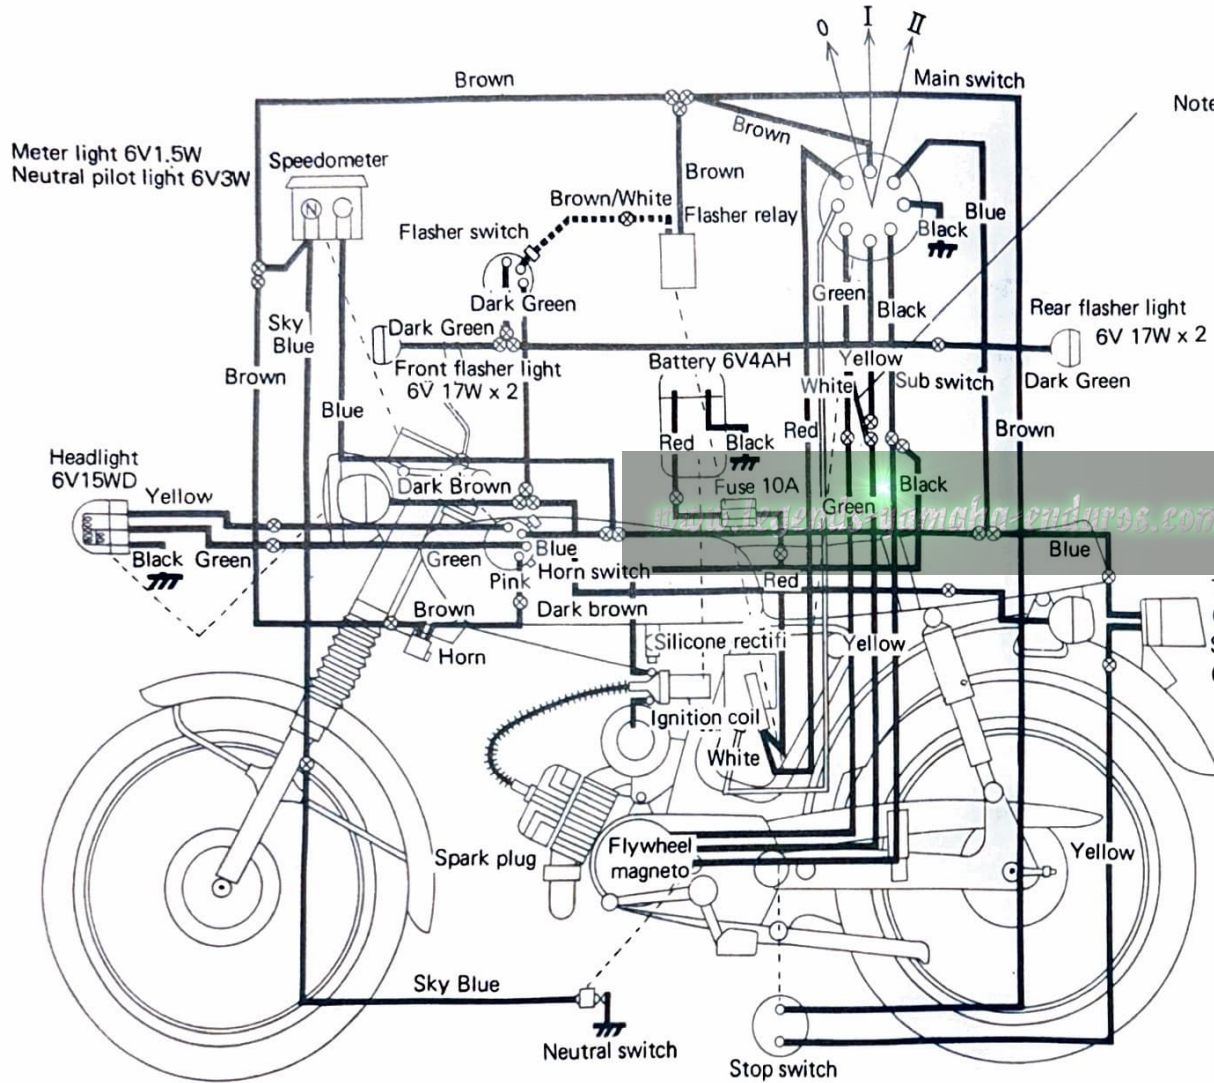 O I II
Brown
Main switch
Note
Brown
Meter light 6V1.5W
Neutral pilot light 6V3W
Speedometer
N
Brown
Brown/White
Flasher relay
Blue
Black
Flasher switch
Dark Green
Green
Black
Sky
Blue
Dark Green
Rear flasher light
6V 17W x 2
Front flasher light
6V 17W x 2
Battery 6V4AH
Yellow
White
Sub switch
Dark Green
Brown
Blue
Red
Black
Red
Brown
Headlight
6V15WD
Yellow
Dark Brown
Fuse 10A
Black
Green
www.legends-yamaha-enduros.com
Black
Green
Green
Blue
Blue
Pink
Horn switch
Red
Brown
Dark brown
Horn
Silicone rectifi
Yellow
Ignition coil
White
Spark plug
Flywheel
magneto
Yellow
Sky Blue
Neutral switch
Stop switch